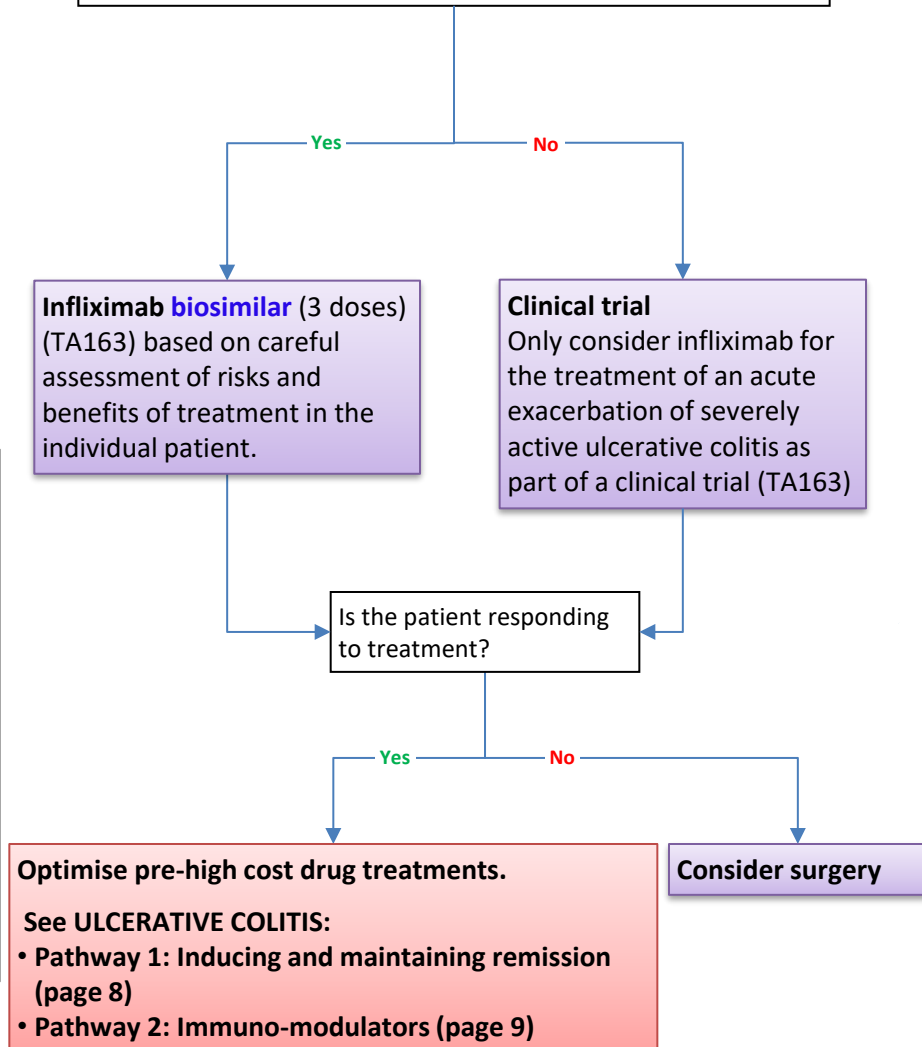 Yes
No
Infliximab biosimilar (3 doses)
(TA163) based on careful
assessment of risks and
benefits of treatment in the
individual patient.
Clinical trial
Only consider infliximab for
the treatment of an acute
exacerbation of severely
active ulcerative colitis as
part of a clinical trial (TA163)
Is the patient responding
to treatment?
Yes
No
Optimise pre-high cost drug treatments.
See ULCERATIVE COLITIS:
• Pathway 1: Inducing and maintaining remission
(page 8)
• Pathway 2: Immuno-modulators (page 9)
Consider surgery